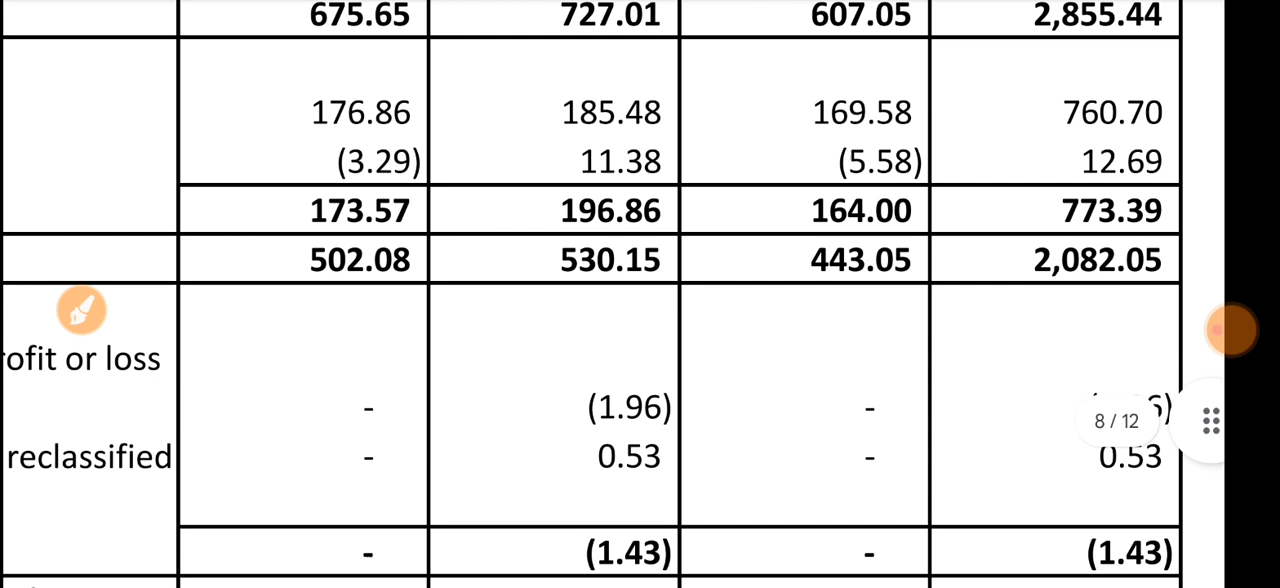 675.65 727.01 607.05 2,855.44
176.86 185.48 169.58 760.70
(3.29) 11.38 (5.58) 12.69
173.57 196.86 164.00 773.39
502.08 530.15 443.05 2,082.05
rofit or loss
- (1.96) -
8 / 12
reclassified - 0.53 - 0.53
- (1.43) - (1.43)